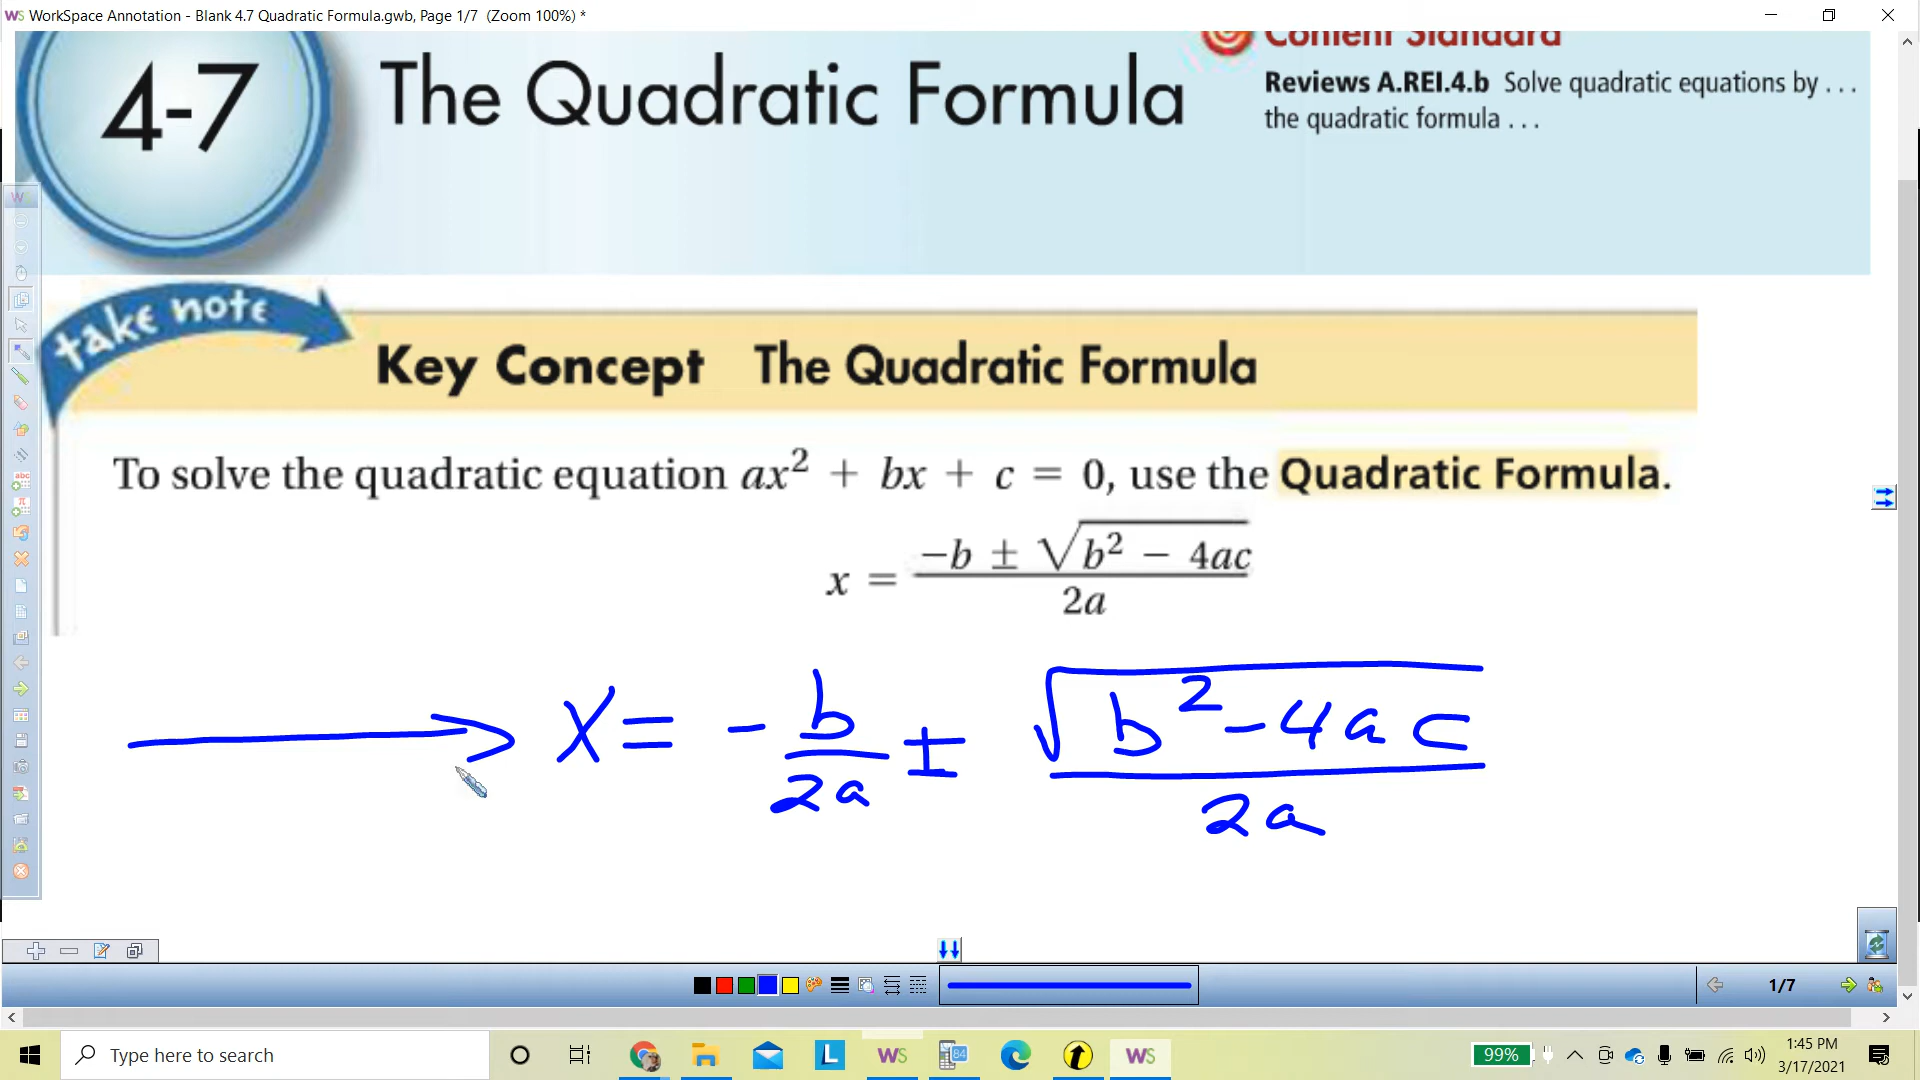 WS WorkSpace Annotation - Blank 4.7 Quadratic Formula.gwb, Page 1/7 (Zoom 100%) *
Content Standard
4-7 The Quadratic Formula
Reviews A.REI.4.b Solve quadratic equations by . . .
the quadratic formula . . .
take note
Key Concept The Quadratic Formula
To solve the quadratic equation ax² + bx + c = 0, use the Quadratic Formula.
x = (-b ± √(b² - 4ac)) / 2a
X = - b/2a ± √(b² - 4ac) / 2a
1/7
Type here to search
L
WS
84
WS
99%
1:45 PM
3/17/2021